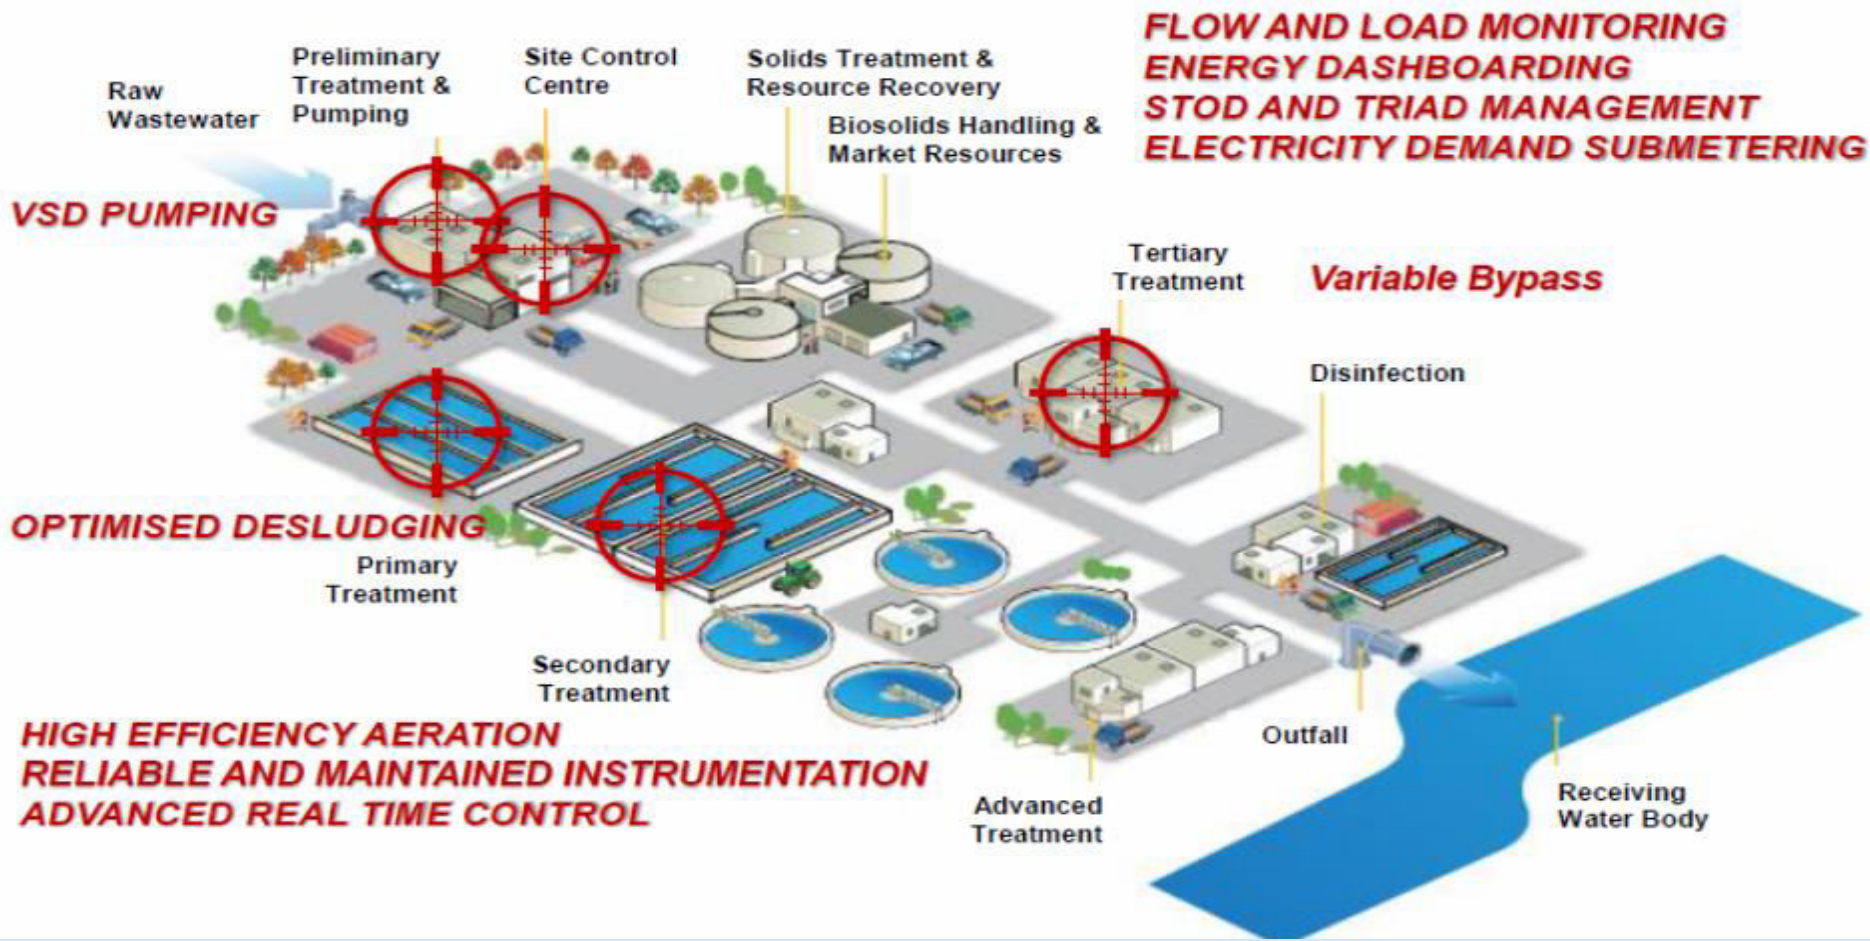 FLOW AND LOAD MONITORING
ENERGY DASHBOARDING
STOD AND TRIAD MANAGEMENT
ELECTRICITY DEMAND SUBMETERING
Raw
Wastewater
Preliminary
Treatment &
Pumping
Site Control
Centre
Solids Treatment &
Resource Recovery
Biosolids Handling &
Market Resources
VSD PUMPING
Tertiary
Treatment
Variable Bypass
Disinfection
OPTIMISED DESLUDGING
Primary
Treatment
Secondary
Treatment
HIGH EFFICIENCY AERATION
RELIABLE AND MAINTAINED INSTRUMENTATION
ADVANCED REAL TIME CONTROL
Outfall
Advanced
Treatment
Receiving
Water Body